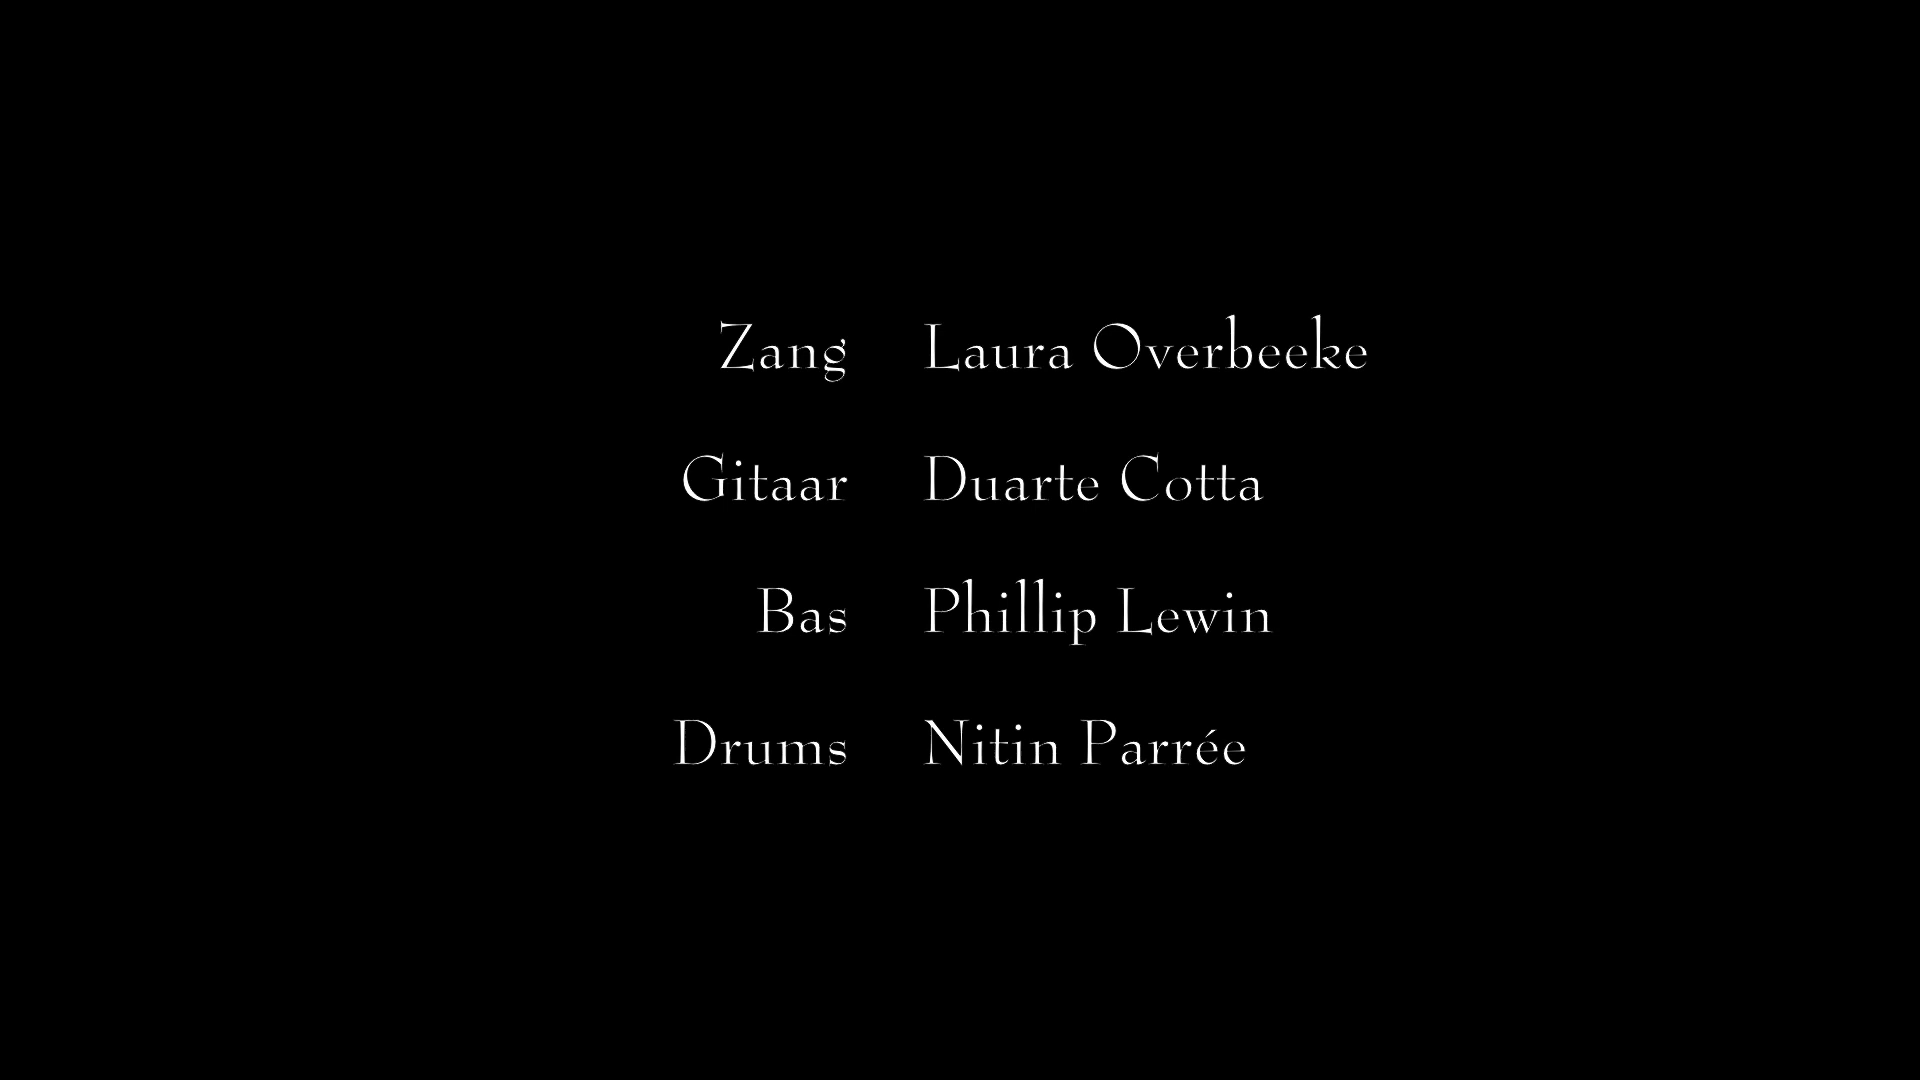 Zang Laura Overbeeke
Gitaar Duarte Cotta
Bas Phillip Lewin
Drums Nitin Parrée